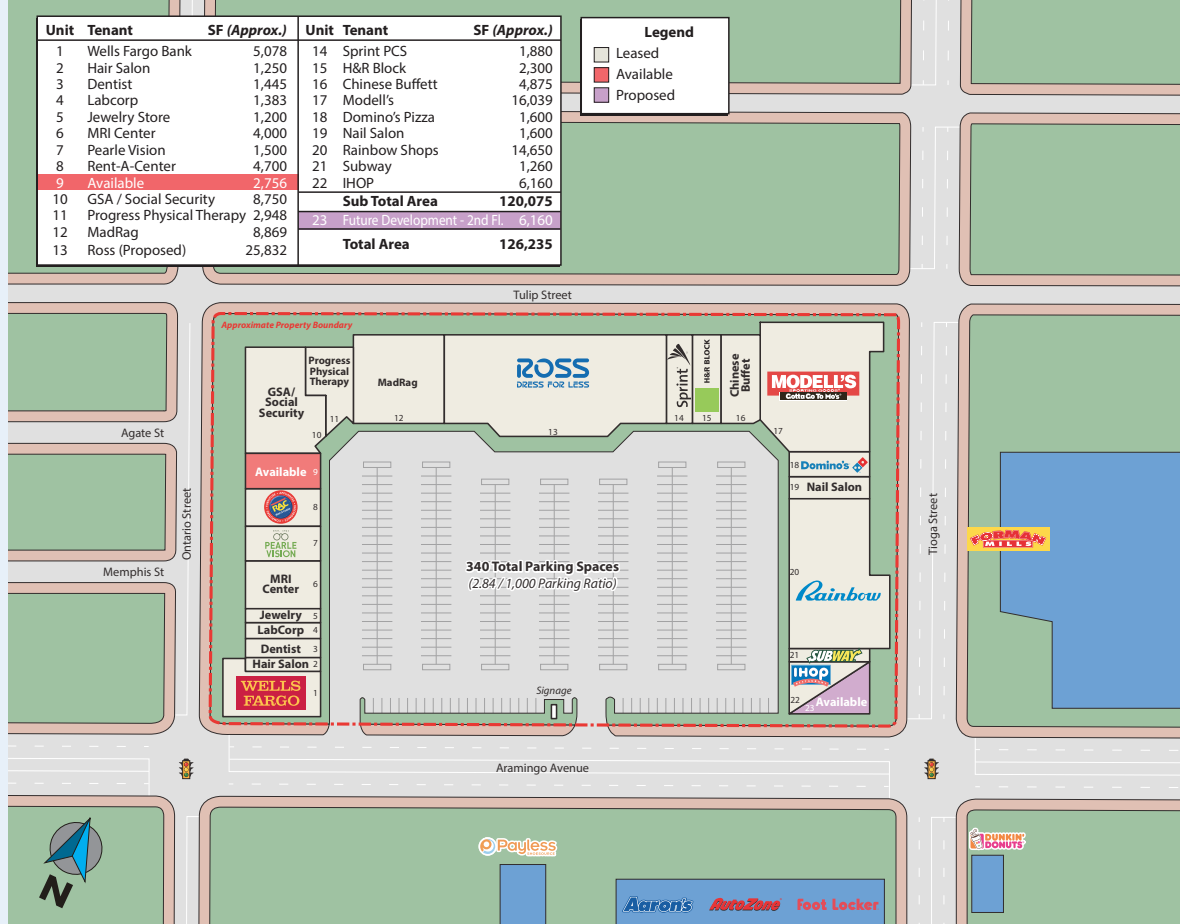 Unit Tenant SF (Approx.)
1 Wells Fargo Bank 5,078
2 Hair Salon 1,250
3 Dentist 1,445
4 Labcorp 1,383
5 Jewelry Store 1,200
6 MRI Center 4,000
7 Pearle Vision 1,500
8 Rent-A-Center 4,700
9 Available 2,756
10 GSA / Social Security 8,750
11 Progress Physical Therapy 2,948
12 MadRag 8,869
13 Ross (Proposed) 25,832
Unit Tenant SF (Approx.)
14 Sprint PCS 1,880
15 H&R Block 2,300
16 Chinese Buffett 4,875
17 Modell's 16,039
18 Domino's Pizza 1,600
19 Nail Salon 1,600
20 Rainbow Shops 14,650
21 Subway 1,260
22 IHOP 6,160
Sub Total Area 120,075
23 Future Development - 2nd Fl. 6,160
Total Area 126,235
Legend
Leased
Available
Proposed
Tulip Street
Approximate Property Boundary
GSA/
Social
Security
10
Progress
Physical
Therapy
11
MadRag
12
ROSS
DRESS FOR LESS
13
Sprint
14
H&R BLOCK
15
Chinese
Buffet
16
MODELL'S
SPORTING GOODS
Gotta Go To Mo's
17
Agate St
Available 9
18 Domino's
19 Nail Salon
RAC
8
Ontario Street
PEARLE
VISION
7
Tioga Street
FORMAN
MILLS
Memphis St
MRI
Center
6
340 Total Parking Spaces
(2.84 / 1,000 Parking Ratio)
20
Rainbow
Jewelry 5
LabCorp 4
Dentist 3
Hair Salon 2
21 SUBWAY
IHOP
RESTAURANT
22
23 Available
WELLS
FARGO
1
Signage
Aramingo Avenue
N
Payless
SHOESOURCE
DUNKIN'
DONUTS
Aaron's
AutoZone
Foot Locker